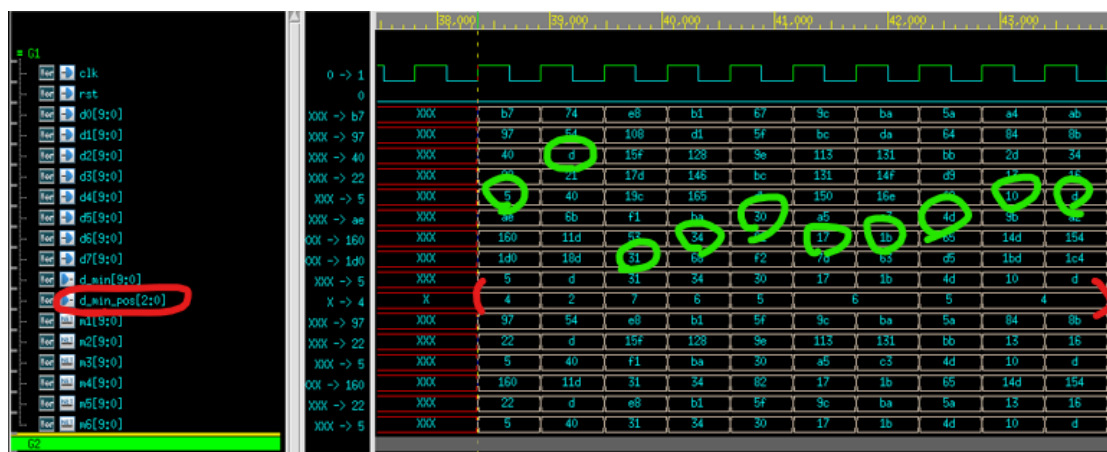 38,000 39,000 40,000 41,000 42,000 43,000
G1
clk 0 -> 1
rst 0
d0[9:0] XXX -> b7 XXX b7 74 e8 b1 67 9c ba 5a a4 ab
d1[9:0] XXX -> 97 XXX 97 54 108 d1 5f bc da 64 84 8b
d2[9:0] XXX -> 40 XXX 40 d 15f 128 9e 113 131 bb 2d 34
d3[9:0] XXX -> 22 XXX 21 17d 146 bc 131 14f d9
d4[9:0] XXX -> 5 XXX 5 40 19c 165 150 16e 10 d
d5[9:0] XXX -> ae XXX ae 6b f1 ba 30 a5 4d 9b
d6[9:0] XXX -> 160 XXX 160 11d 53 34 17 1b 65 14d 154
d7[9:0] XXX -> 1d0 XXX 1d0 18d 31 f2 63 d5 1bd 1c4
d_min[9:0] XXX -> 5 XXX 5 d 31 34 30 17 1b 4d 10 d
d_min_pos[2:0] X -> 4 X 4 2 7 6 5 6 5 4
m1[9:0] XXX -> 97 XXX 97 54 e8 b1 5f 9c ba 5a 84 8b
m2[9:0] XXX -> 22 XXX 22 d 15f 128 9e 113 131 bb 13 16
m3[9:0] XXX -> 5 XXX 5 40 f1 ba 30 a5 c3 4d 10 d
m4[9:0] XXX -> 160 XXX 160 11d 31 34 82 17 1b 65 14d 154
m5[9:0] XXX -> 22 XXX 22 d e8 b1 5f 9c ba 5a 13 16
m6[9:0] XXX -> 5 XXX 5 40 31 34 30 17 1b 4d 10 d
G2